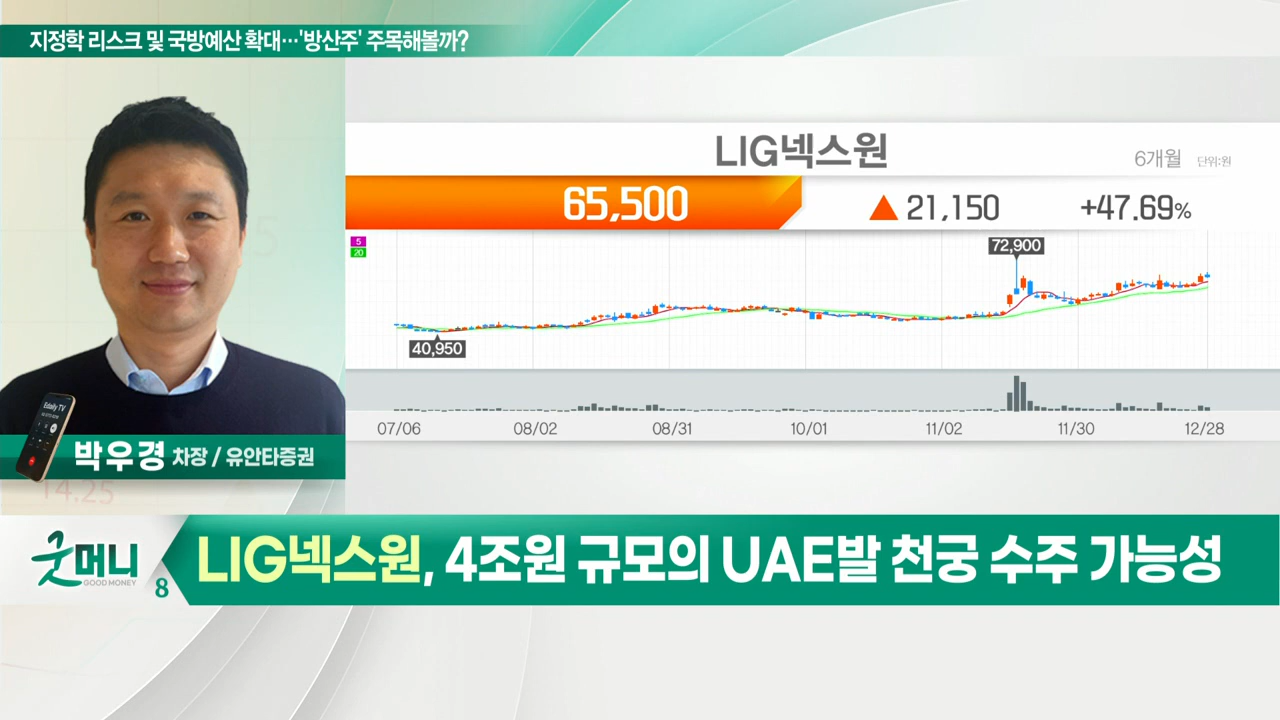 지정학 리스크 및 국방예산 확대…'방산주' 주목해볼까?
LIG넥스원
6개월 단위:원
65,500 ▲ 21,150 +47.69%
5
20
72,900
40,950
07/06 08/02 08/31 10/01 11/02 11/30 12/28
Edaily TV
박우경 차장 / 유안타증권
14.25
굿머니
GOOD MONEY
8
LIG넥스원, 4조원 규모의 UAE발 천궁 수주 가능성